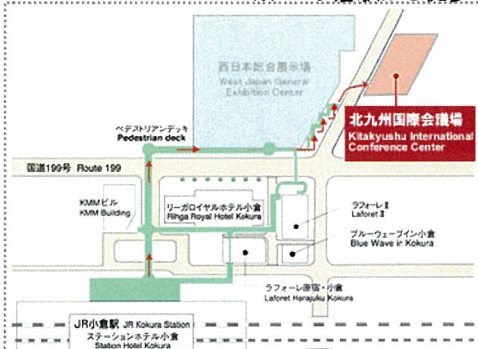 西日本総合展示場
West Japan General
Exhibition Center
北九州国際会議場
Kitakyushu International
Conference Center
ペデストリアンデッキ
Pedestrian deck
国道199号 Route 199
KMMビル
KMM Building
リーガロイヤルホテル小倉
Rihga Royal Hotel Kokura
ラフォーレⅡ
Laforet Ⅱ
ブルーウェーブイン小倉
Blue Wave in Kokura
ラフォーレ原宿・小倉
Laforet Harajuku Kokura
JR小倉駅 JR Kokura Station
ステーションホテル小倉
Station Hotel Kokura